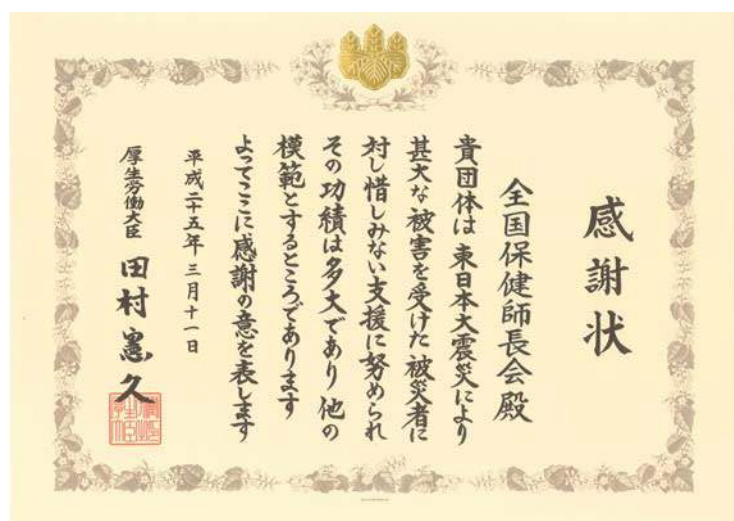 感謝状
全国保健師長会殿
貴団体は東日本大震災により
甚大な被害を受けた被災者に
対し惜しみない支援に努められ
その功績は多大であり他の
模範とするところであります
よってここに感謝の意を表します
平成二十五年三月十一日
厚生労働大臣 田村憲久